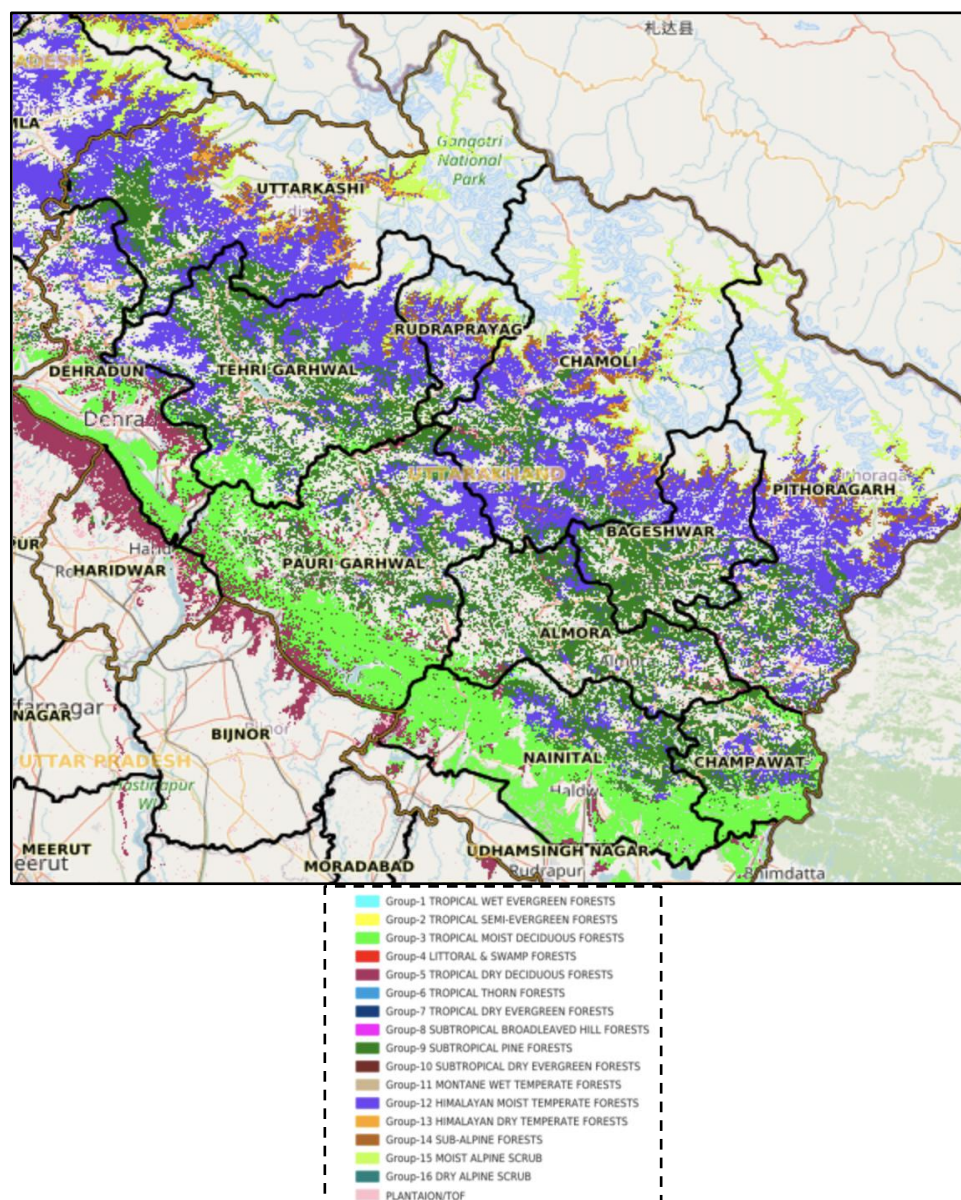 札达县
ADESH
MLA
Gangotri
National
Park
UTTARKASHI
RUDRAPRAYAG
CHAMOLI
DEHRADUN
TEHRI GARHWAL
Dehra
UTTARAKHAND
PITHORAGARH
BAGESHWAR
PUR
HARIDWAR
PAURI GARHWAL
ALMORA
Almora
NAGAR
ffarnagar
BIJNOR
Bijnor
NAINITAL
CHAMPAWAT
UTTAR PRADESH
Hastinapur
Haldw
MEERUT
eerut
MORADABAD
UDHAMSINGH NAGAR
Rudrapur
Bhimdatta
Group-1 TROPICAL WET EVERGREEN FORESTS
Group-2 TROPICAL SEMI-EVERGREEN FORESTS
Group-3 TROPICAL MOIST DECIDUOUS FORESTS
Group-4 LITTORAL & SWAMP FORESTS
Group-5 TROPICAL DRY DECIDUOUS FORESTS
Group-6 TROPICAL THORN FORESTS
Group-7 TROPICAL DRY EVERGREEN FORESTS
Group-8 SUBTROPICAL BROADLEAVED HILL FORESTS
Group-9 SUBTROPICAL PINE FORESTS
Group-10 SUBTROPICAL DRY EVERGREEN FORESTS
Group-11 MONTANE WET TEMPERATE FORESTS
Group-12 HIMALAYAN MOIST TEMPERATE FORESTS
Group-13 HIMALAYAN DRY TEMPERATE FORESTS
Group-14 SUB-ALPINE FORESTS
Group-15 MOIST ALPINE SCRUB
Group-16 DRY ALPINE SCRUB
PLANTAION/TOF